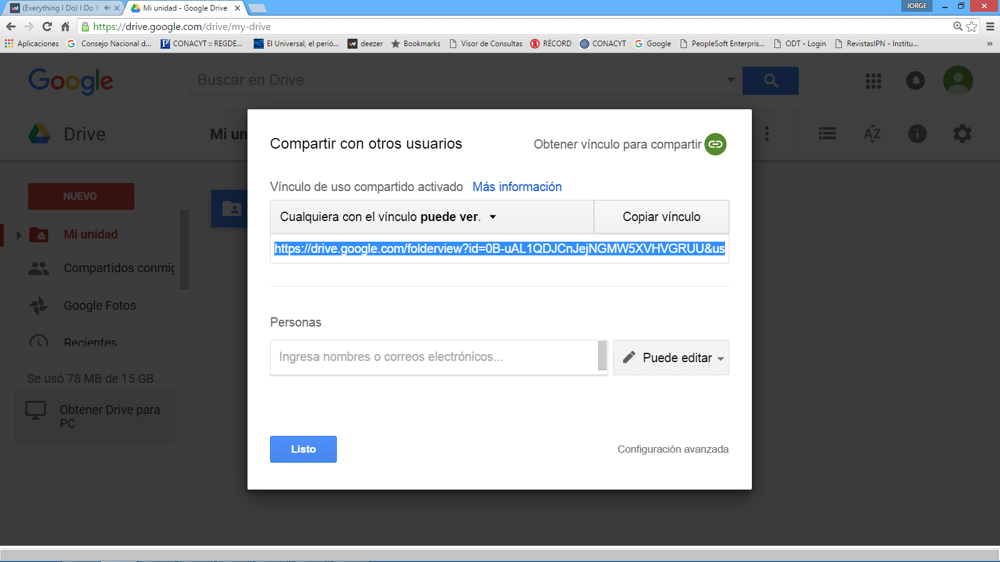 (Everything I Do) I Do It
Mi unidad - Google Drive
JORGE
https://drive.google.com/drive/my-drive
Aplicaciones
Consejo Nacional d...
CONACYT :: REGDE...
El Universal, el perió...
deezer
Bookmarks
Visor de Consultas
RÉCORD
CONACYT
Google
PeopleSoft Enterpris...
ODT - Login
RevistasIPN - Institu...
»
Google
Buscar en Drive
Drive
Mi un
AZ
NUEVO
Mi unidad
Compartidos conmig
Google Fotos
Recientes
Se usó 78 MB de 15 GB
Obtener Drive para
PC
Compartir con otros usuarios
Obtener vínculo para compartir
Vínculo de uso compartido activado Más información
Cualquiera con el vínculo puede ver.
Copiar vínculo
https://drive.google.com/folderview?id=0B-uAL1QDJCnJejNGMW5XVHVGRUU&us
Personas
Ingresa nombres o correos electrónicos...
Puede editar
Listo
Configuración avanzada